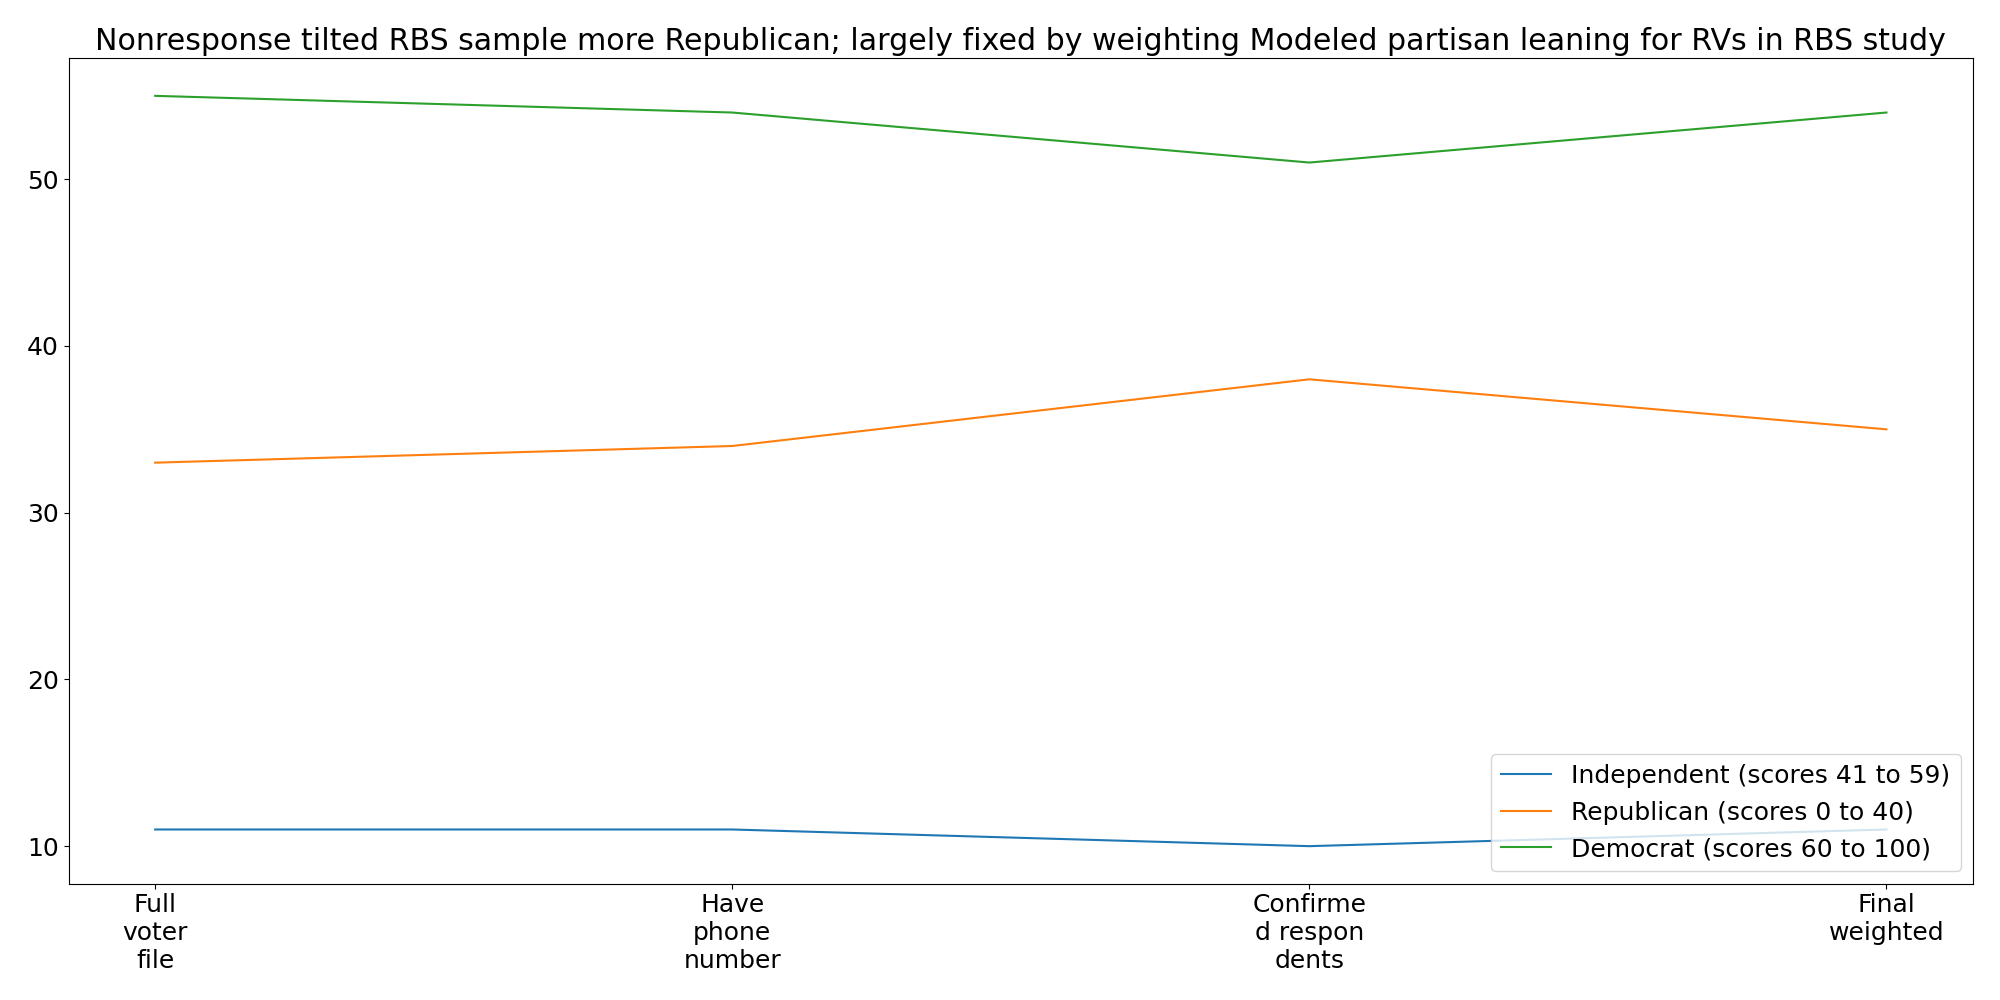 Nonresponse tilted RBS sample more Republican; largely fixed by weighting Modeled partisan leaning for RVs in RBS study
50
40
30
20
10
Independent (scores 41 to 59)
Republican (scores 0 to 40)
Democrat (scores 60 to 100)
Full
voter
file
Have
phone
number
Confirme
d respon
dents
Final
weighted